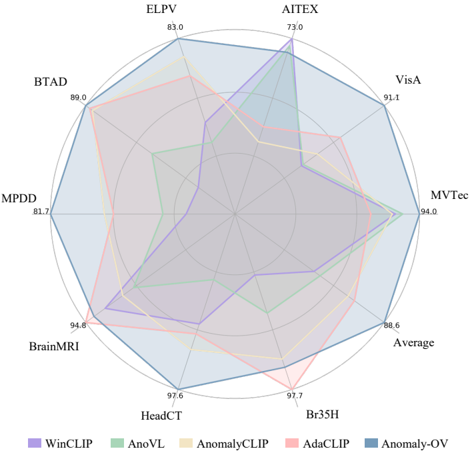 ELPV
AITEX
83.0
73.0
BTAD
VisA
89.0
91.1
MPDD
81.7
MVTec
94.0
94.8
88.6
BrainMRI
Average
97.6
97.7
HeadCT
Br35H
WinCLIP AnoVL AnomalyCLIP AdaCLIP Anomaly-OV